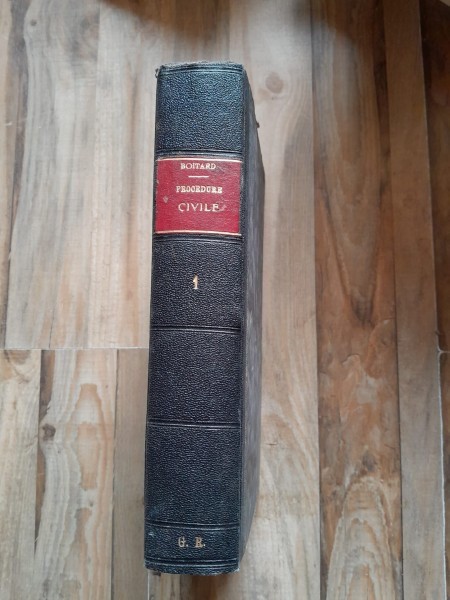 BOITARD
PROCEDURE
CIVILE
1
G. R.